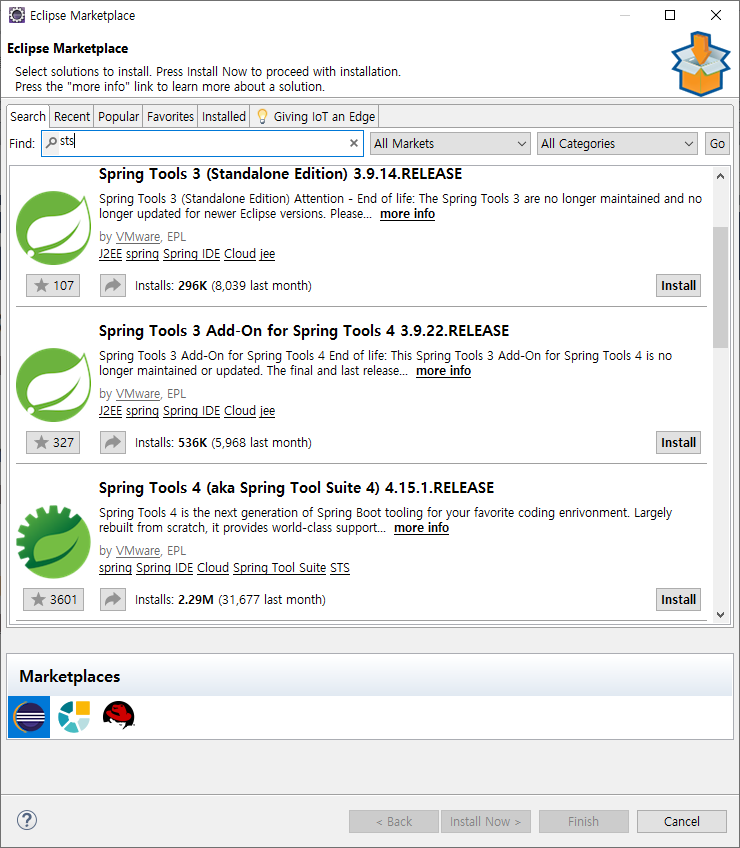 Eclipse Marketplace
Eclipse Marketplace
Select solutions to install. Press Install Now to proceed with installation.
Press the "more info" link to learn more about a solution.
Search Recent Popular Favorites Installed Giving IoT an Edge
Find: sts All Markets All Categories Go
Spring Tools 3 (Standalone Edition) 3.9.14.RELEASE
Spring Tools 3 (Standalone Edition) Attention - End of life: The Spring Tools 3 are no longer maintained and no
longer updated for newer Eclipse versions. Please... more info
by VMware, EPL
J2EE spring Spring IDE Cloud jee
107 Installs: 296K (8,039 last month) Install
Spring Tools 3 Add-On for Spring Tools 4 3.9.22.RELEASE
Spring Tools 3 Add-On for Spring Tools 4 End of life: This Spring Tools 3 Add-On for Spring Tools 4 is no
longer maintained or updated. The final and last release... more info
by VMware, EPL
J2EE spring Spring IDE Cloud jee
327 Installs: 536K (5,968 last month) Install
Spring Tools 4 (aka Spring Tool Suite 4) 4.15.1.RELEASE
Spring Tools 4 is the next generation of Spring Boot tooling for your favorite coding enrivonment. Largely
rebuilt from scratch, it provides world-class support... more info
by VMware, EPL
spring Spring IDE Cloud Spring Tool Suite STS
3601 Installs: 2.29M (31,677 last month) Install
Marketplaces
? < Back Install Now > Finish Cancel